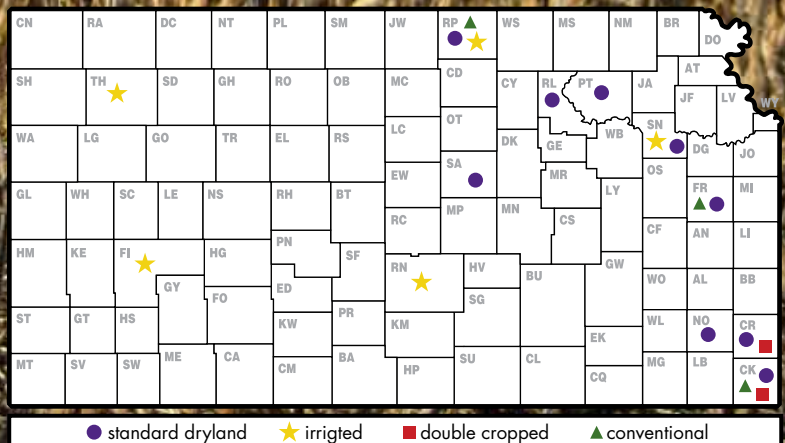 CN RA DC NT PL SM JW RP WS MS NM BR DO
SH TH SD GH RO OB MC CD CY RL PT JA AT
JF LV WY
WA LG GO TR EL RS LC OT DK GE WB SN DG JO
GL WH SC LE NS RH BT EW SA MR LY OS FR MI
RC MP MN CS
HM KE FI HG PN SF RN HV BU GW CF AN LI
GY FO ED SG WO AL BB
ST GT HS KW PR KM EK WL NO CR
MT SV SW ME CA CM BA HP SU CL CQ MG LB CK
standard dryland irrigted double cropped conventional